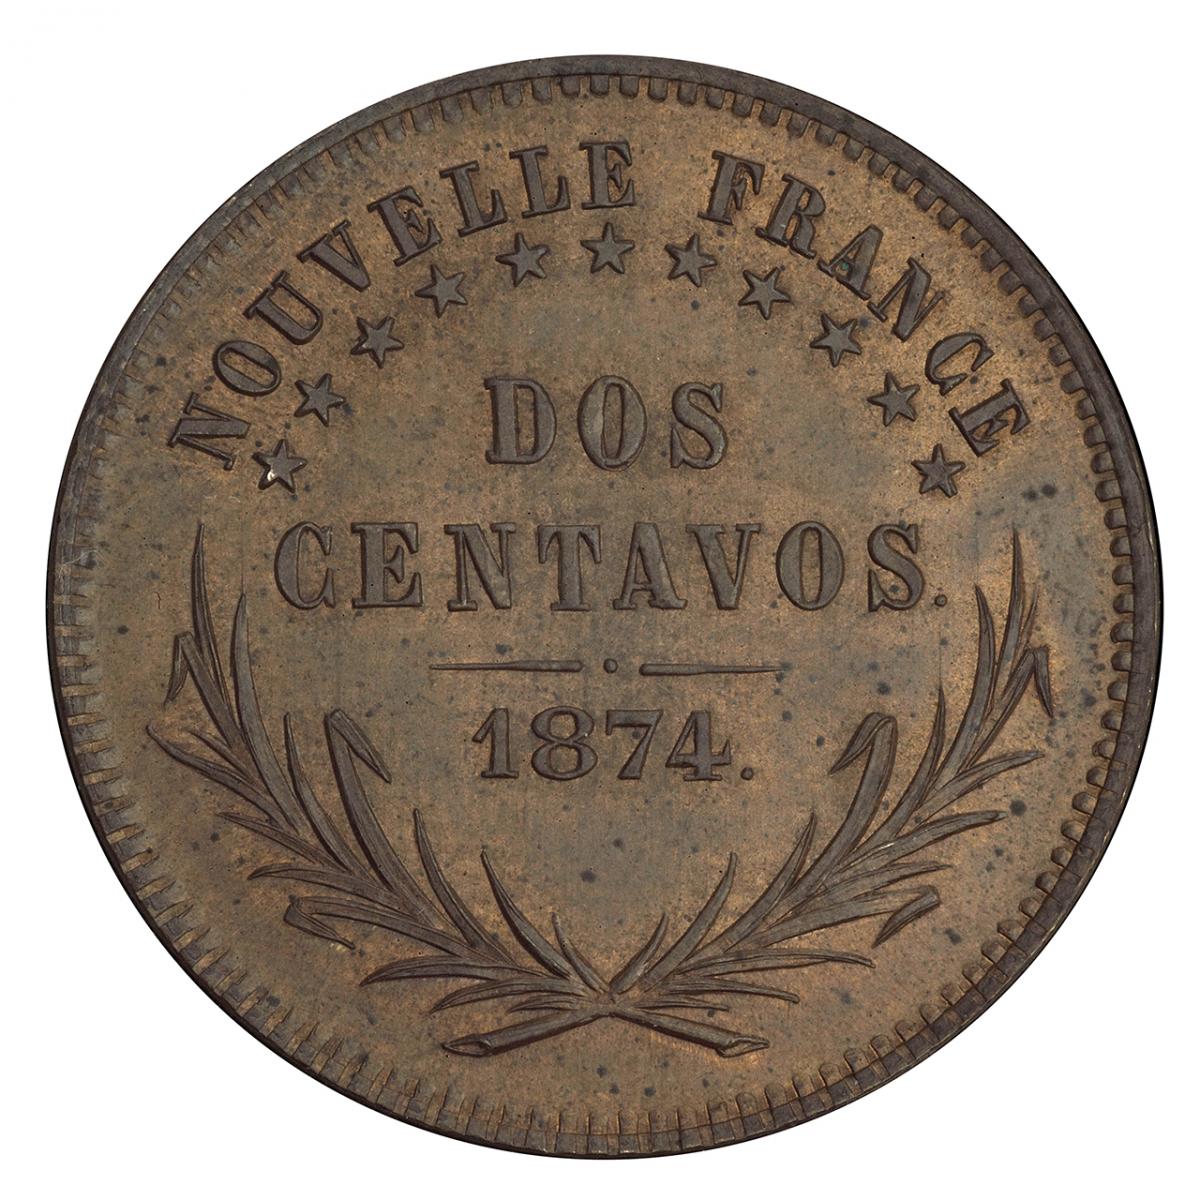 NOUVELLE FRANCE
DOS
CENTAVOS.
1874.